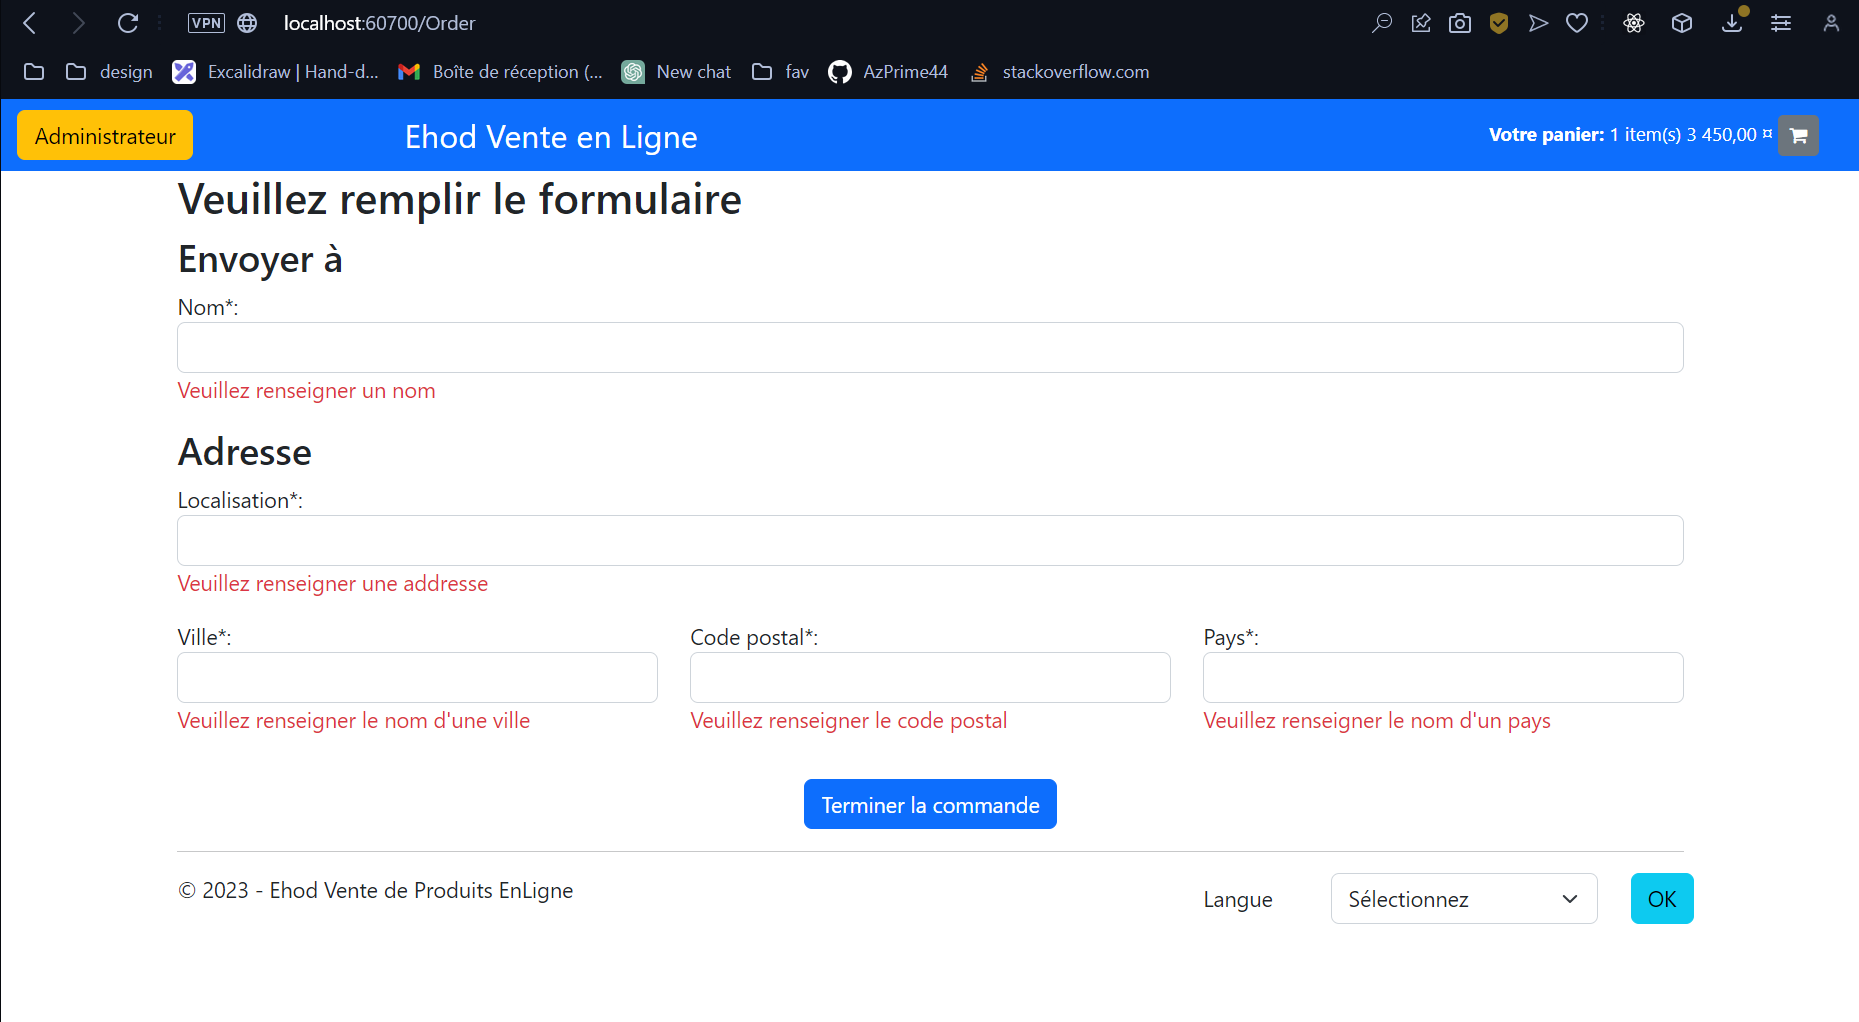 VPN localhost:60700/Order
design Excalidraw | Hand-d... Boîte de réception (... New chat fav AzPrime44 stackoverflow.com
Administrateur Ehod Vente en Ligne Votre panier: 1 item(s) 3 450,00 ¤
Veuillez remplir le formulaire
Envoyer à
Nom*:
Veuillez renseigner un nom
Adresse
Localisation*:
Veuillez renseigner une addresse
Ville*: Code postal*: Pays*:
Veuillez renseigner le nom d'une ville Veuillez renseigner le code postal Veuillez renseigner le nom d'un pays
Terminer la commande
© 2023 - Ehod Vente de Produits EnLigne Langue Sélectionnez OK